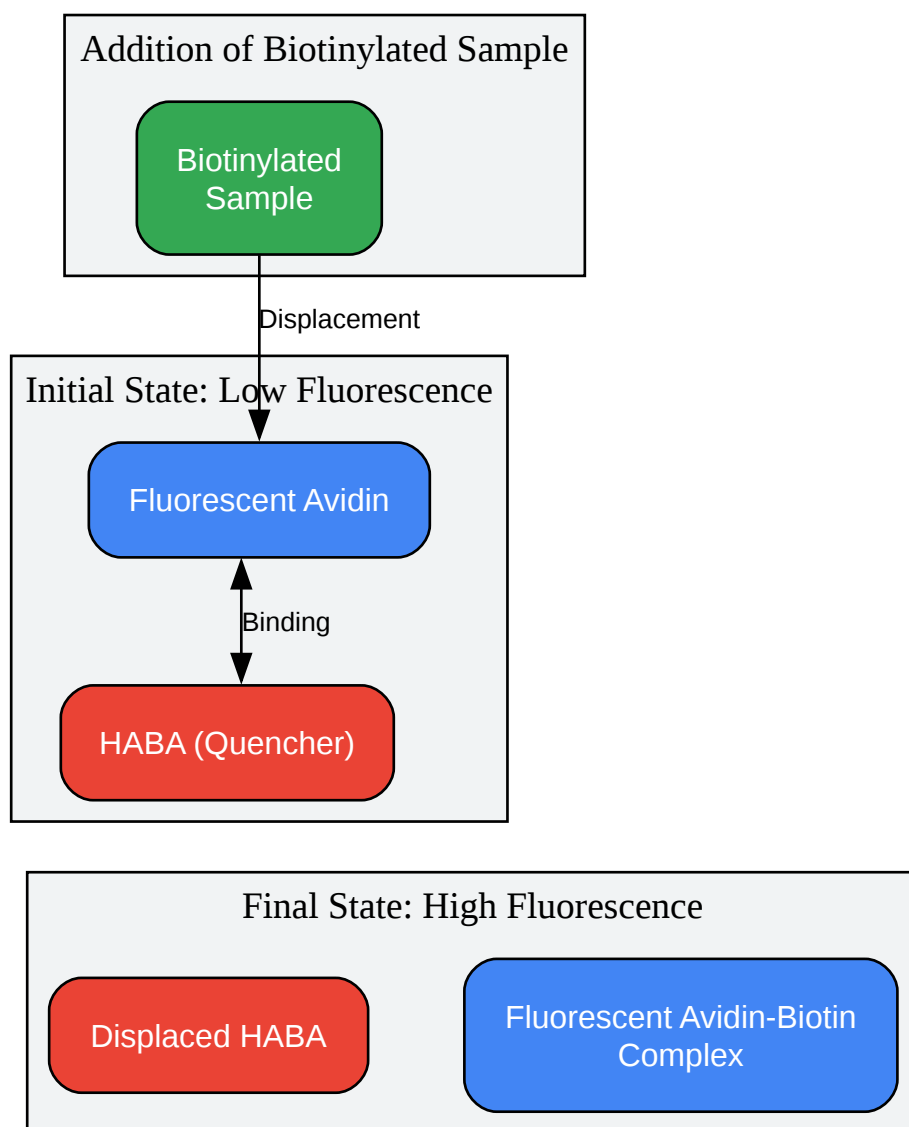 Addition of Biotinylated Sample
Biotinylated
Sample
Displacement
Initial State: Low Fluorescence
Fluorescent Avidin
Binding
HABA (Quencher)
Final State: High Fluorescence
Displaced HABA
Fluorescent Avidin-Biotin
Complex